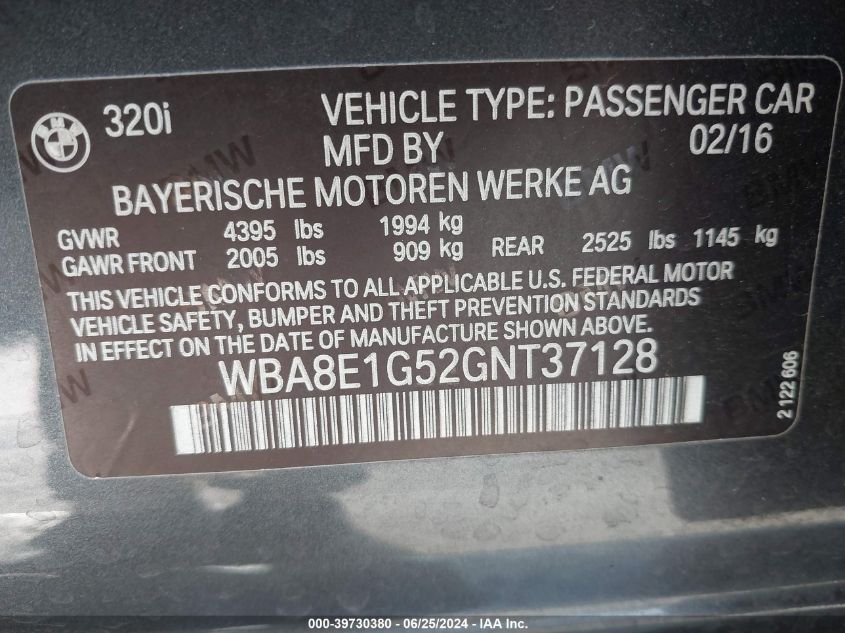 320i VEHICLE TYPE: PASSENGER CAR
MFD BY 02/16
BAYERISCHE MOTOREN WERKE AG
GVWR 4395 lbs 1994 kg
GAWR FRONT 2005 lbs 909 kg REAR 2525 lbs 1145 kg
THIS VEHICLE CONFORMS TO ALL APPLICABLE U.S. FEDERAL MOTOR
VEHICLE SAFETY, BUMPER AND THEFT PREVENTION STANDARDS
IN EFFECT ON THE DATE OF MANUFACTURE SHOWN ABOVE.
WBA8E1G52GNT37128
2122606
000-39730380 - 06/25/2024 - IAA Inc.